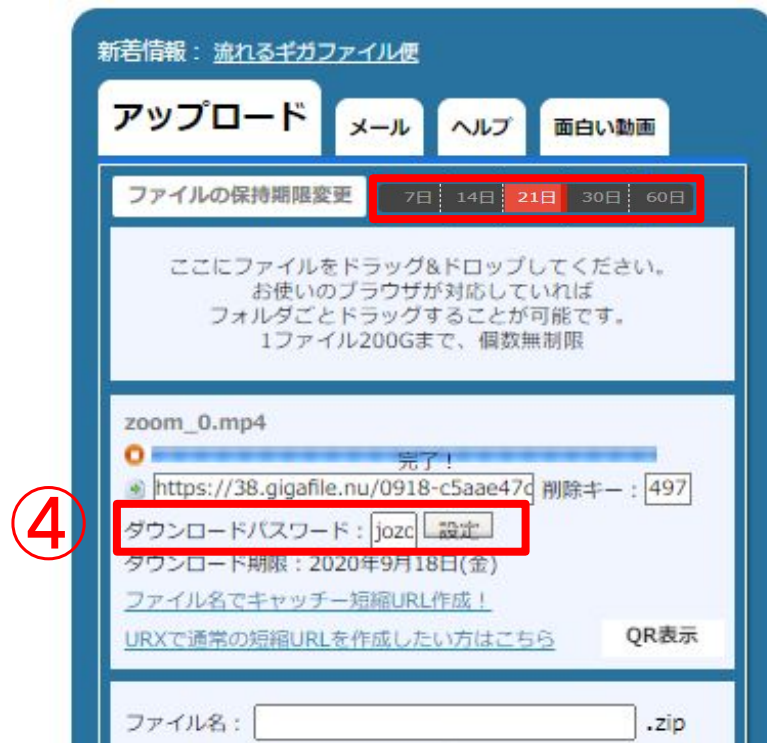 新着情報： 流れるギガファイル便
アップロード メール ヘルプ 面白い動画
ファイルの保持期限変更 7日 14日 21日 30日 60日
ここにファイルをドラッグ&ドロップしてください。
お使いのブラウザが対応していれば
フォルダごとドラッグすることが可能です。
1ファイル200Gまで、個数無制限
zoom_0.mp4
完了！
https://38.gigafile.nu/0918-c5aae47c 削除キー： 497
④ ダウンロードパスワード： jozc 設定
ダウンロード期限：2020年9月18日(金)
ファイル名でキャッチー短縮URL作成！
URXで通常の短縮URLを作成したい方はこちら QR表示
ファイル名： .zip